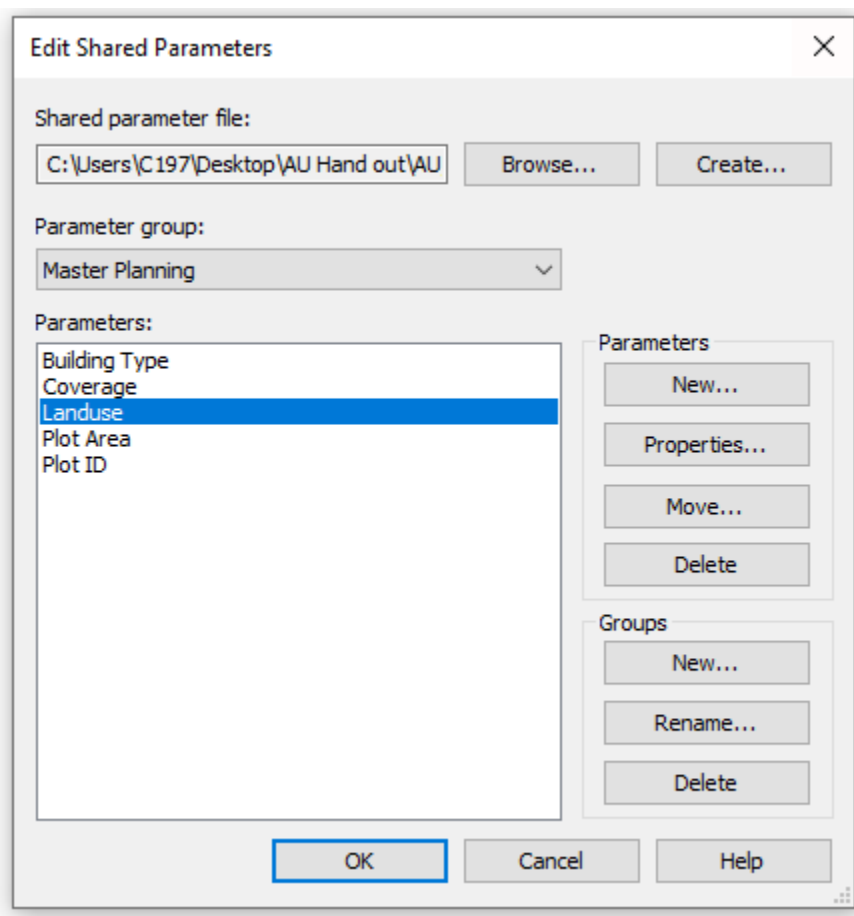 Edit Shared Parameters
Shared parameter file:
C:\Users\C197\Desktop\AU Hand out\AU
Browse...
Create...
Parameter group:
Master Planning
Parameters:
Building Type
Coverage
Landuse
Plot Area
Plot ID
Parameters
New...
Properties...
Move...
Delete
Groups
New...
Rename...
Delete
OK
Cancel
Help